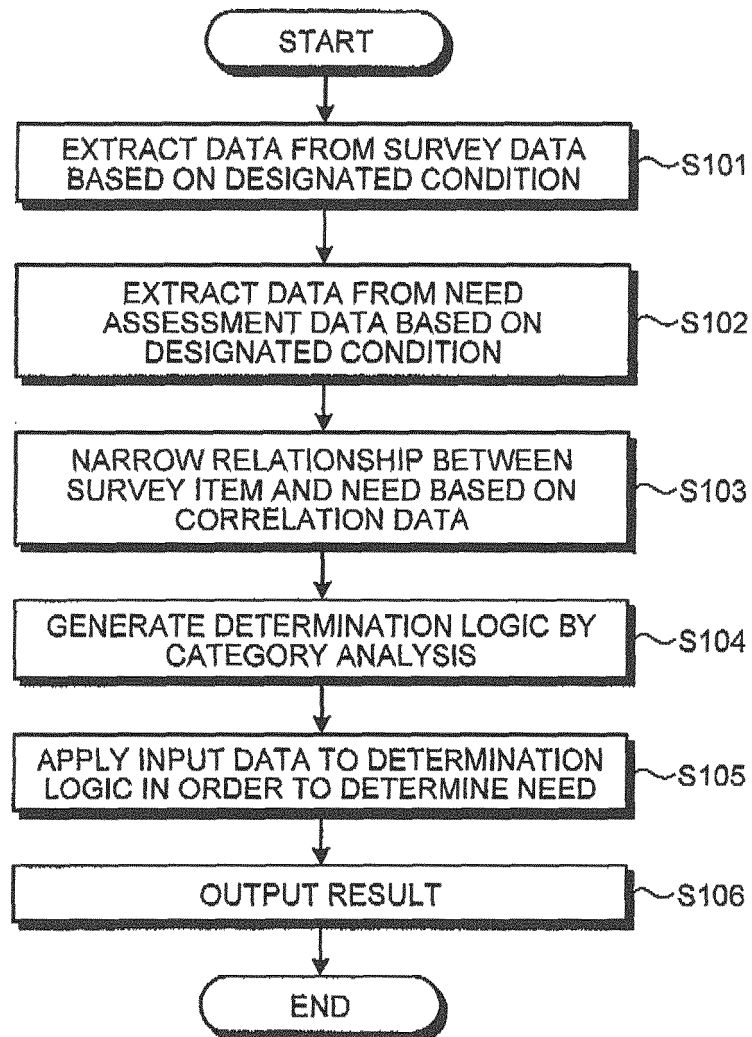 START
EXTRACT DATA FROM SURVEY DATA
BASED ON DESIGNATED CONDITION
S101
EXTRACT DATA FROM NEED
ASSESSMENT DATA BASED ON
DESIGNATED CONDITION
S102
NARROW RELATIONSHIP BETWEEN
SURVEY ITEM AND NEED BASED ON
CORRELATION DATA
S103
GENERATE DETERMINATION LOGIC BY
CATEGORY ANALYSIS
S104
APPLY INPUT DATA TO DETERMINATION
LOGIC IN ORDER TO DETERMINE NEED
S105
OUTPUT RESULT
S106
END